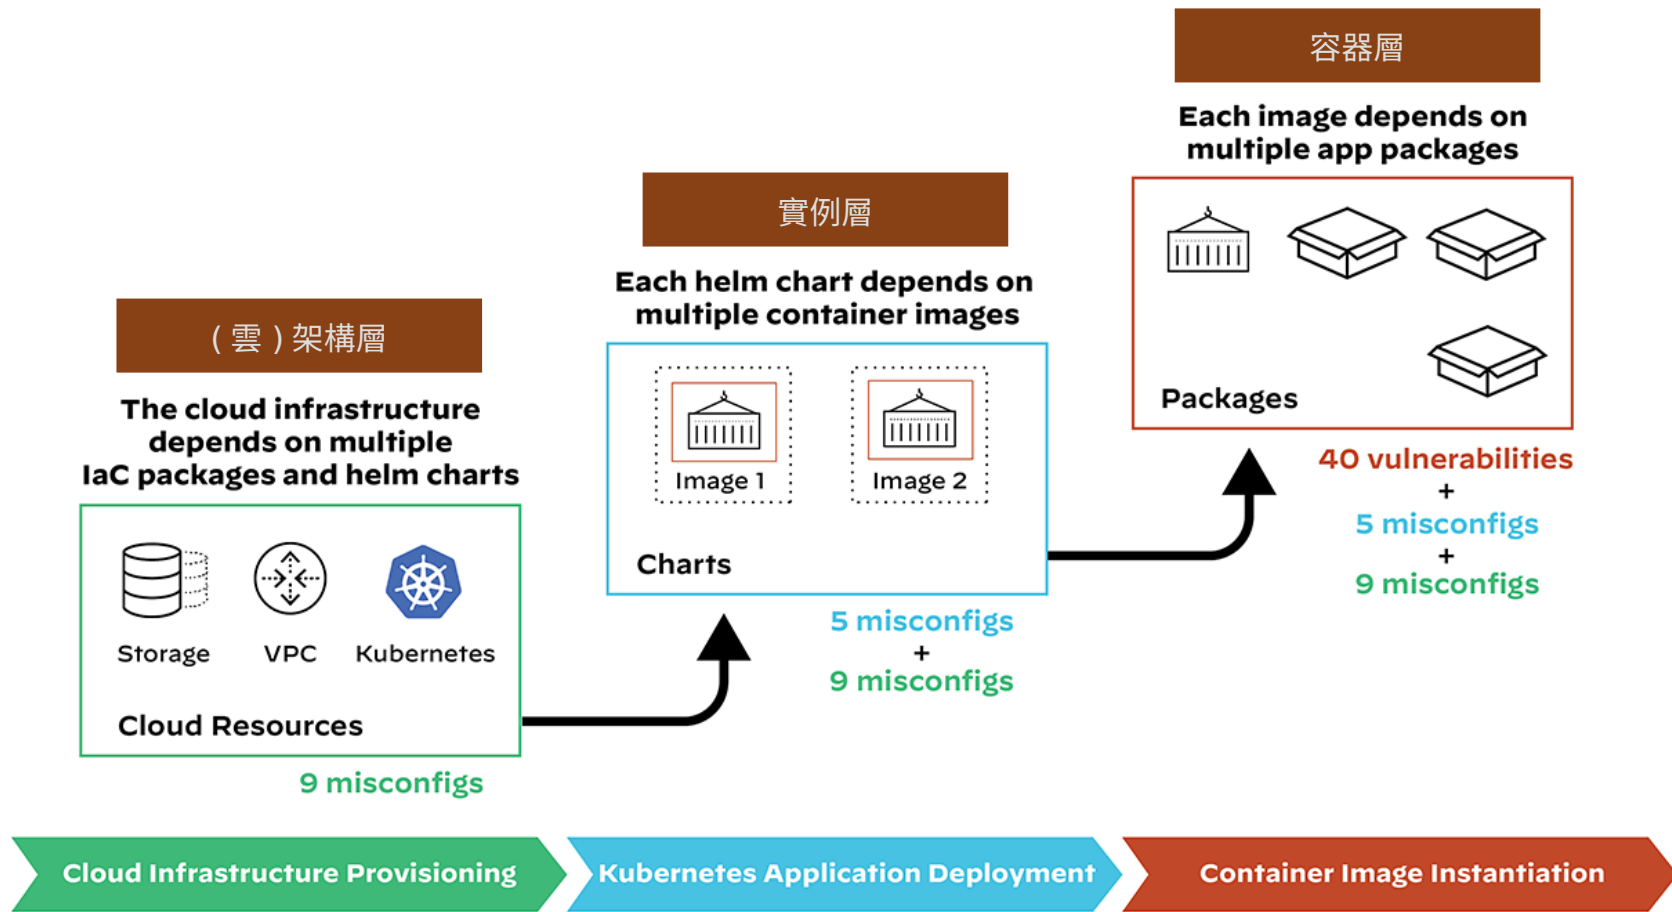 (雲)架構層
The cloud infrastructure
depends on multiple
IaC packages and helm charts
Storage
VPC
Kubernetes
Cloud Resources
9 misconfigs
實例層
Each helm chart depends on
multiple container images
Image 1
Image 2
Charts
5 misconfigs
+
9 misconfigs
容器層
Each image depends on
multiple app packages
Packages
40 vulnerabilities
+
5 misconfigs
+
9 misconfigs
Cloud Infrastructure Provisioning
Kubernetes Application Deployment
Container Image Instantiation